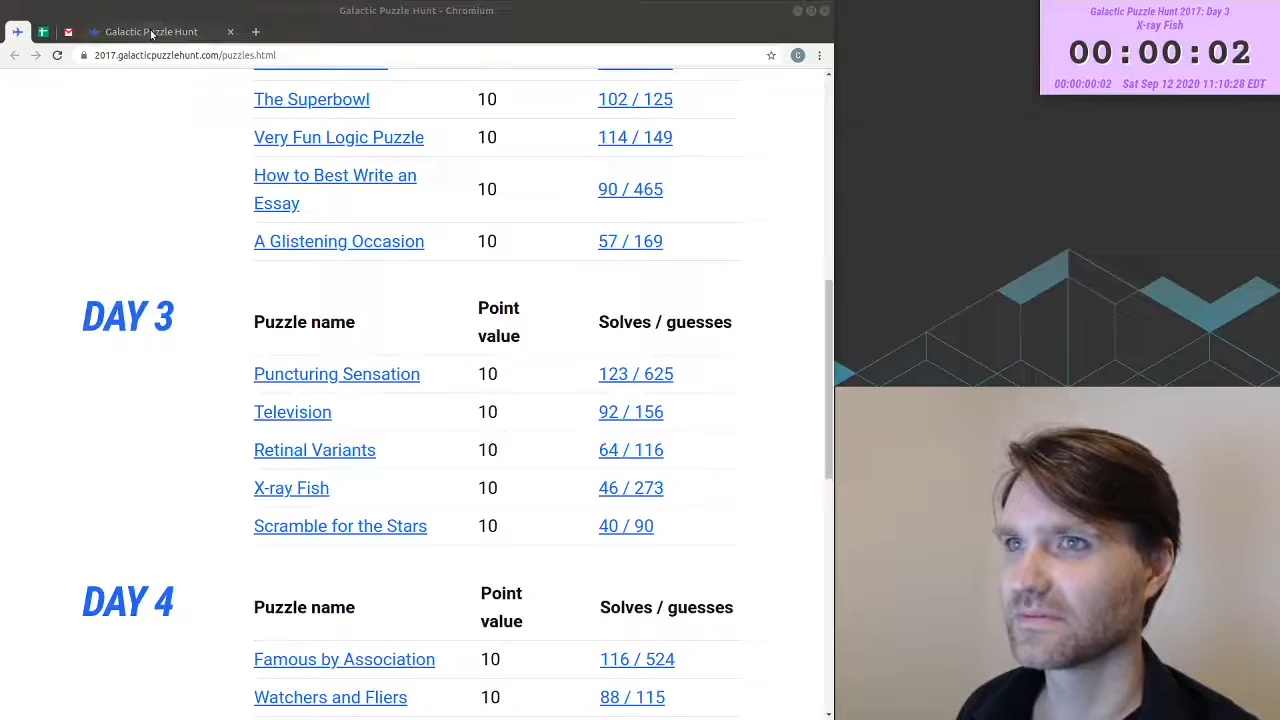 Galactic Puzzle Hunt - Chromium
Galactic Puzzle Hunt
2017.galacticpuzzlehunt.com/puzzles.html
C
The Superbowl 10 102 / 125
Very Fun Logic Puzzle 10 114 / 149
How to Best Write an
Essay 10 90 / 465
A Glistening Occasion 10 57 / 169
DAY 3
Puzzle name Point value Solves / guesses
Puncturing Sensation 10 123 / 625
Television 10 92 / 156
Retinal Variants 10 64 / 116
X-ray Fish 10 46 / 273
Scramble for the Stars 10 40 / 90
DAY 4
Puzzle name Point value Solves / guesses
Famous by Association 10 116 / 524
Watchers and Fliers 10 88 / 115
Galactic Puzzle Hunt 2017: Day 3
X-ray Fish
00:00:02
00:00:00:02 Sat Sep 12 2020 11:10:28 EDT